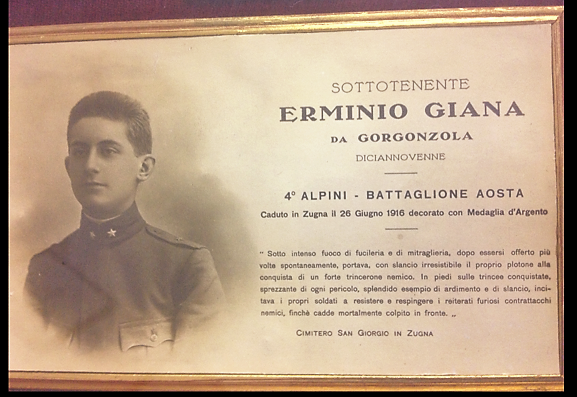 SOTTOTENENTE
ERMINIO GIANA
DA GORGONZOLA
DICIANNOVENNE
4º ALPINI - BATTAGLIONE AOSTA
Caduto in Zugna il 26 Giugno 1916 decorato con Medaglia d'Argento
" Sotto intenso fuoco di fucileria e di mitraglieria, dopo essersi offerto più
volte spontaneamente, portava, con slancio irresistibile il proprio plotone alla
conquista di un forte trincerone nemico. In piedi sulle trincee conquistate,
sprezzante di ogni pericolo, splendido esempio di ardimento e di slancio, inci-
tava i propri soldati a resistere e respingere i reiterati furiosi contrattacchi
nemici, finchè cadde mortalmente colpito in fronte. „
CIMITERO SAN GIORGIO IN ZUGNA